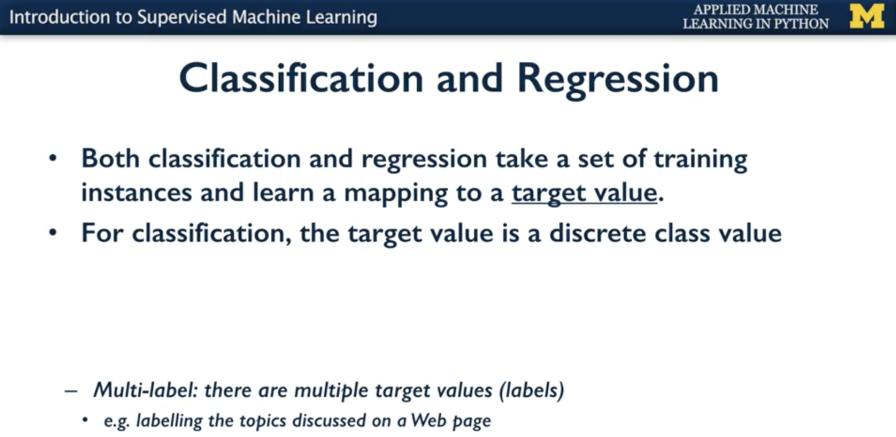 Introduction to Supervised Machine Learning
APPLIED MACHINE
LEARNING IN PYTHON
M
Classification and Regression
• Both classification and regression take a set of training
instances and learn a mapping to a target value.
• For classification, the target value is a discrete class value
– Multi-label: there are multiple target values (labels)
• e.g. labelling the topics discussed on a Web page